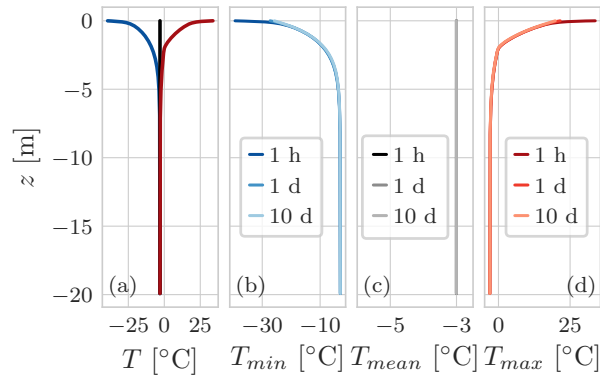 0
−5
−10
−15
−20
z [m]
(a)
(b)
(c)
(d)
1 h
1 d
10 d
1 h
1 d
10 d
1 h
1 d
10 d
−25 0 25
−30 −10
−5 −3
0 25
T [°C]
T_min [°C]
T_mean [°C]
T_max [°C]